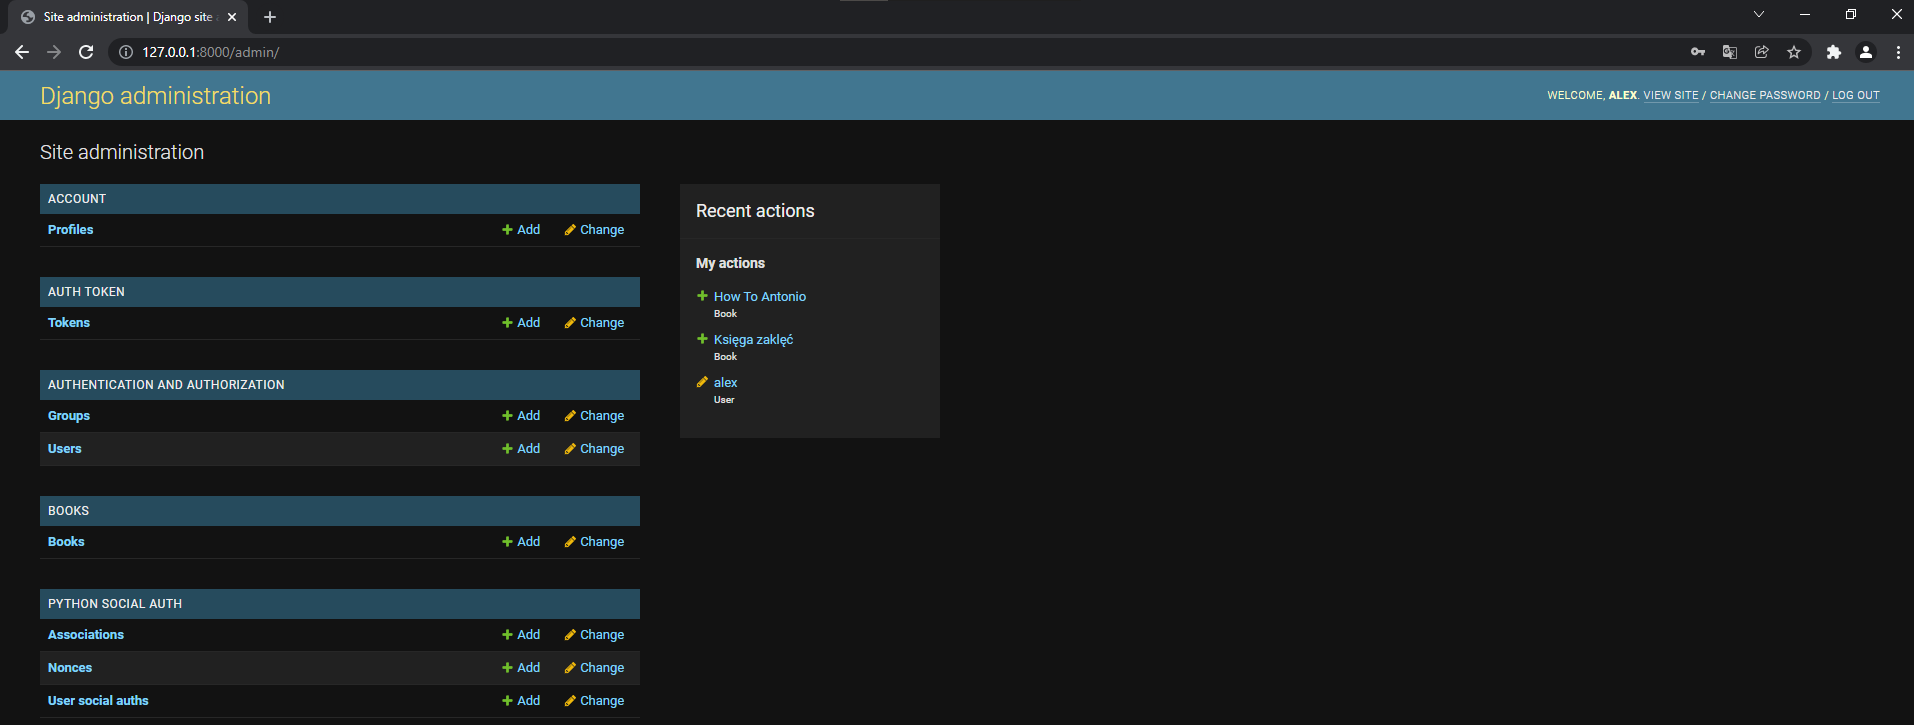 Site administration | Django site
127.0.0.1:8000/admin/
Django administration
WELCOME, ALEX. VIEW SITE / CHANGE PASSWORD / LOG OUT
Site administration
ACCOUNT
Profiles Add Change
AUTH TOKEN
Tokens Add Change
AUTHENTICATION AND AUTHORIZATION
Groups Add Change
Users Add Change
BOOKS
Books Add Change
PYTHON SOCIAL AUTH
Associations Add Change
Nonces Add Change
User social auths Add Change
Recent actions
My actions
How To Antonio
Book
Księga zaklęć
Book
alex
User